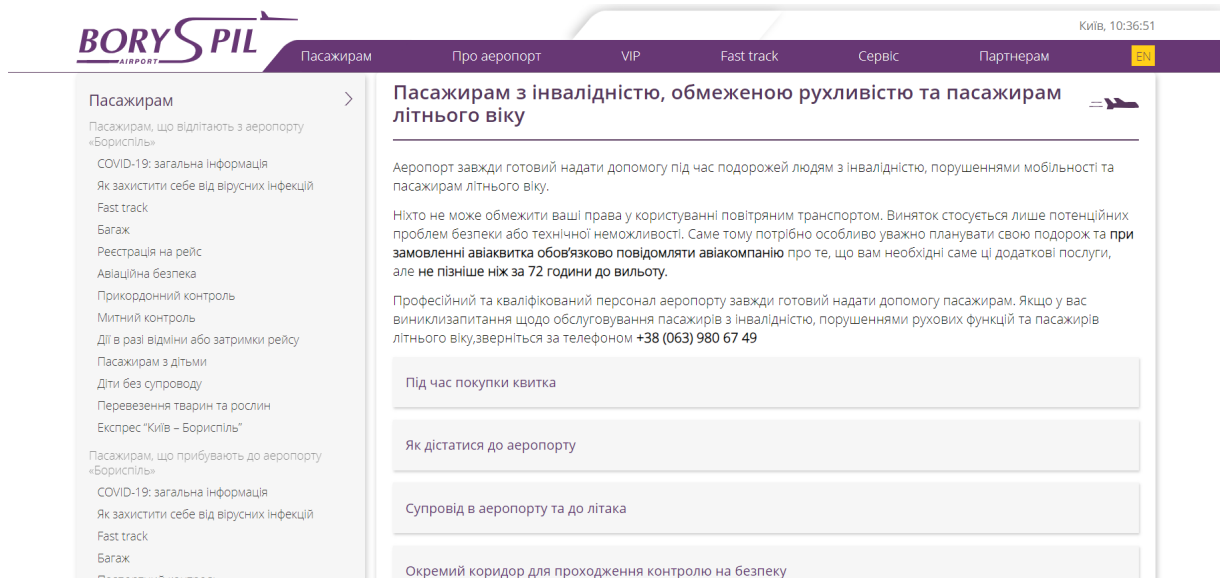 BORYSPIL
AIRPORT
Київ, 10:36:51
Пасажирам
Про аеропорт
VIP
Fast track
Сервіс
Партнерам
EN
Пасажирам
Пасажирам, що відлітають з аеропорту
«Бориспіль»
COVID-19: загальна інформація
Як захистити себе від вірусних інфекцій
Fast track
Багаж
Реєстрація на рейс
Авіаційна безпека
Прикордонний контроль
Митний контроль
Дії в разі відміни або затримки рейсу
Пасажирам з дітьми
Діти без супроводу
Перевезення тварин та рослин
Експрес “Київ – Бориспіль”
Пасажирам, що прибувають до аеропорту
«Бориспіль»
COVID-19: загальна інформація
Як захистити себе від вірусних інфекцій
Fast track
Багаж
Пасажирам з інвалідністю, обмеженою рухливістю та пасажирам
літнього віку
Аеропорт завжди готовий надати допомогу під час подорожей людям з інвалідністю, порушеннями мобільності та
пасажирам літнього віку.
Ніхто не може обмежити ваші права у користуванні повітряним транспортом. Виняток стосується лише потенційних
проблем безпеки або технічної неможливості. Саме тому потрібно особливо уважно планувати свою подорож та при
замовленні авіаквитка обов’язково повідомляти авіакомпанію про те, що вам необхідні саме ці додаткові послуги,
але не пізніше ніж за 72 години до вильоту.
Професійний та кваліфікований персонал аеропорту завжди готовий надати допомогу пасажирам. Якщо у вас
виниклизапитання щодо обслуговування пасажирів з інвалідністю, порушеннями рухових функцій та пасажирів
літнього віку,зверніться за телефоном +38 (063) 980 67 49
Під час покупки квитка
Як дістатися до аеропорту
Супровід в аеропорту та до літака
Окремий коридор для проходження контролю на безпеку